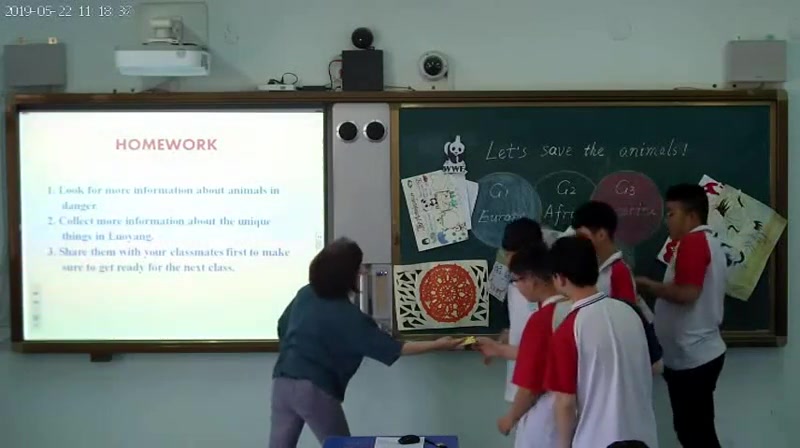 2019-05-22 11:18:37
HOMEWORK
1. Look for more information about animals in
danger.
2. Collect more information about the unique
things in Luoyang.
3. Share them with your classmates first to make
sure to get ready for the next class.
Let's save the animals!
WWF
G1
G2
G3